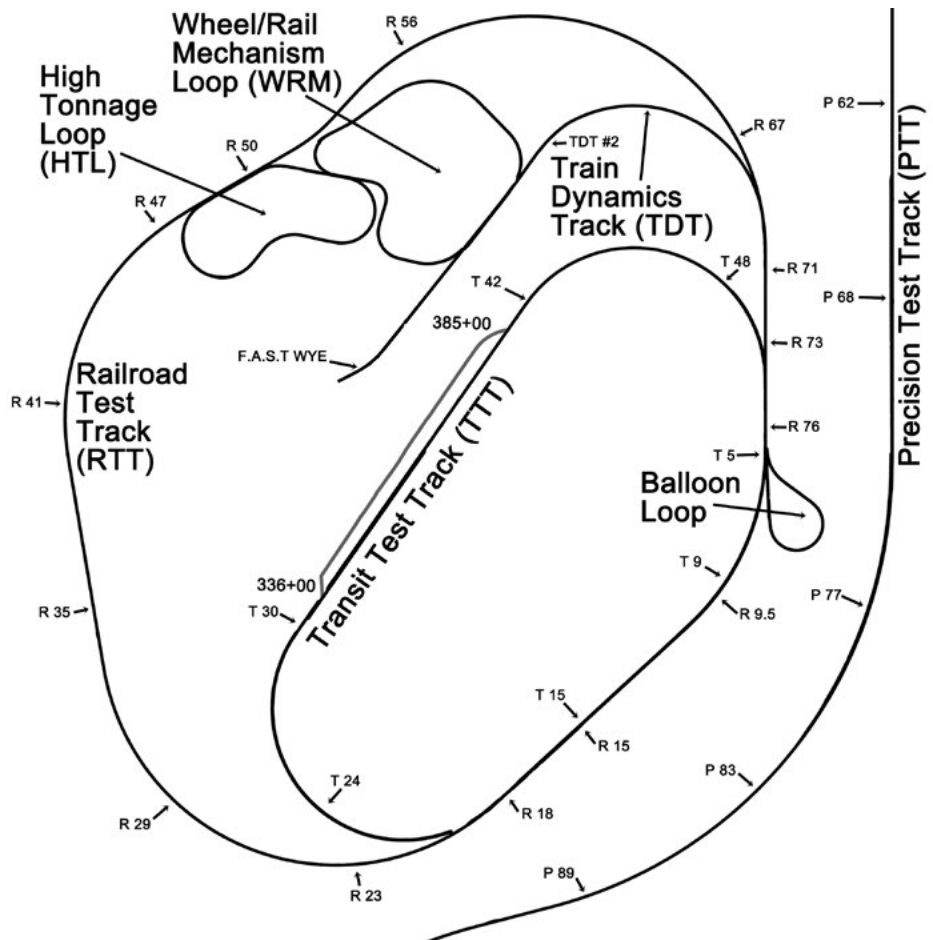 R 56
Wheel/Rail
Mechanism
Loop (WRM)
High
Tonnage
Loop
(HTL)
P 62
R 67
R 50
TDT #2
Train
Dynamics
Track (TDT)
Precision Test Track (PTT)
R 47
T 48
R 71
T 42
P 68
385+00
R 73
F.A.S.T WYE
Railroad
Test
Track
(RTT)
R 41
R 76
T 5
Transit Test Track (TTT)
Balloon
Loop
T 9
336+00
P 77
R 35
T 30
R 9.5
T 15
R 15
P 83
T 24
R 18
R 29
P 89
R 23